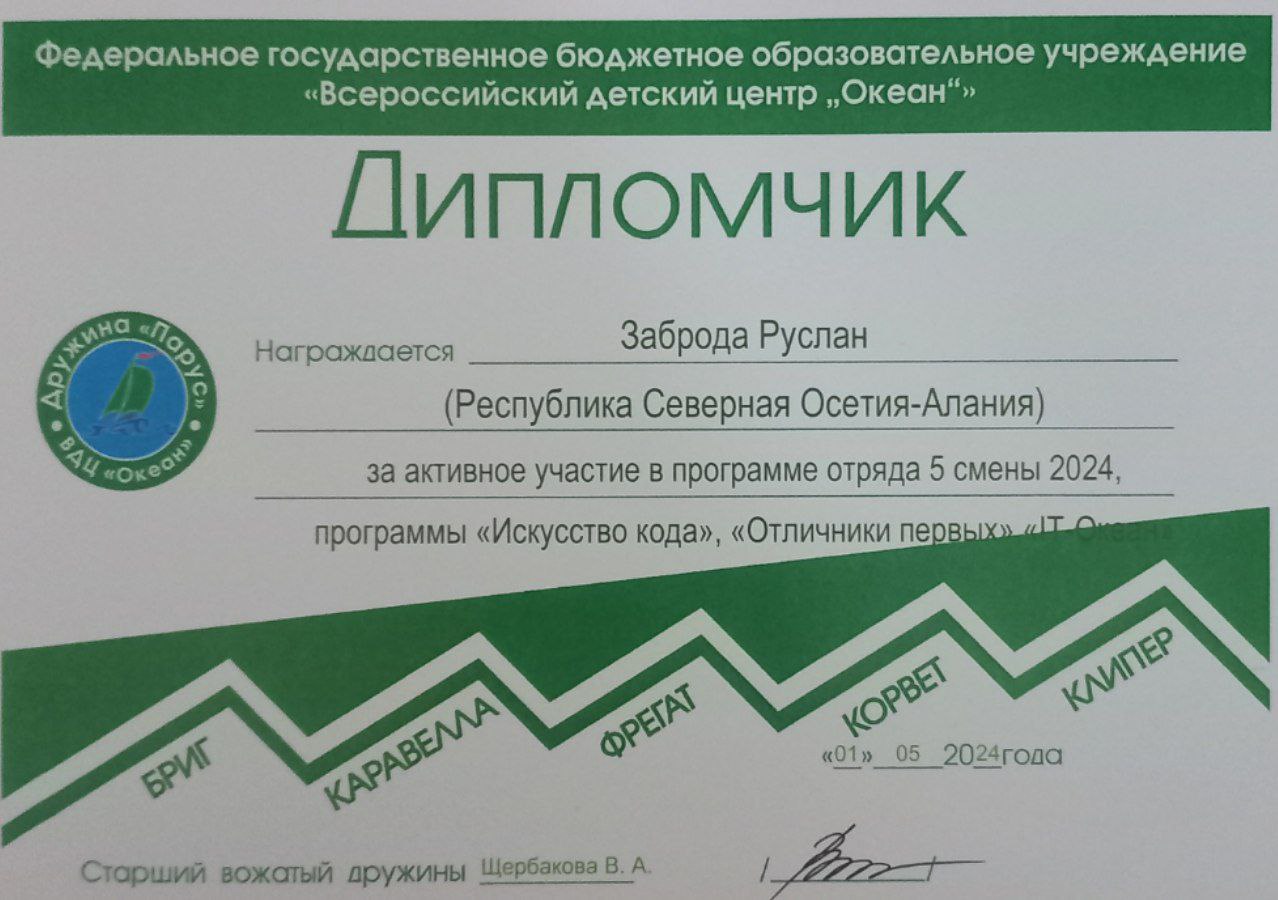 Федеральное государственное бюджетное образовательное учреждение
«Всероссийский детский центр „Океан“»
Дипломчик
Дружина «Парус»
ВДЦ «Океан»
Награждается Заброда Руслан
(Республика Северная Осетия-Алания)
за активное участие в программе отряда 5 смены 2024,
программы «Искусство кода», «Отличники первых» «IT-Океан»
БРИГ
КАРАВЕЛЛА
ФРЕГАТ
КОРВЕТ
КЛИПЕР
«01» 05 2024 года
Старший вожатый дружины Щербакова В. А.